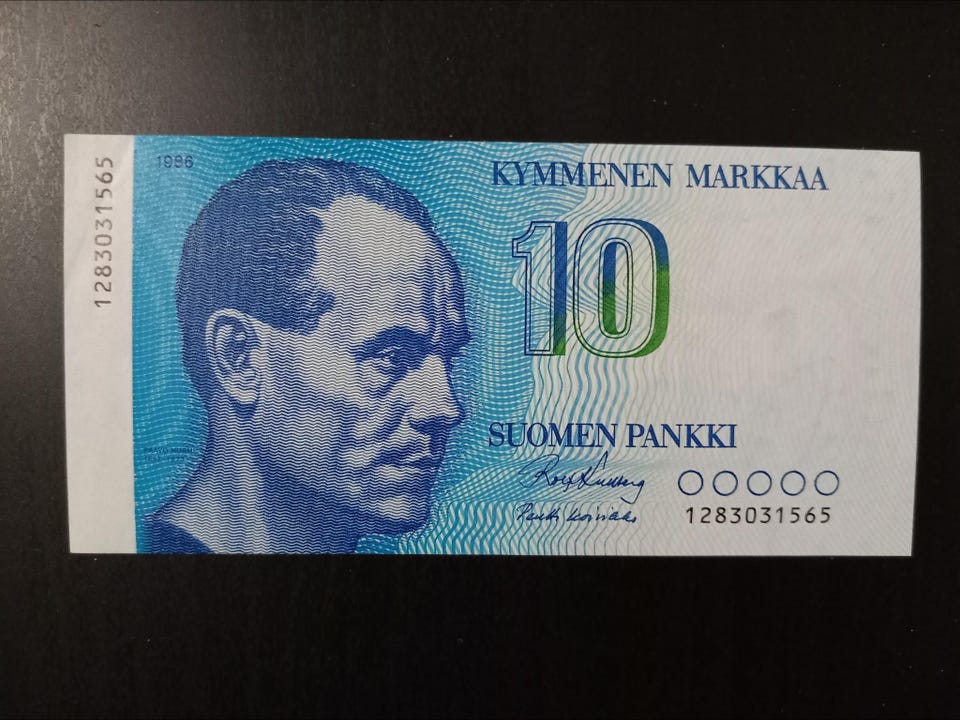 1283031565
1986
KYMMENEN MARKKAA
10
SUOMEN PANKKI
1283031565